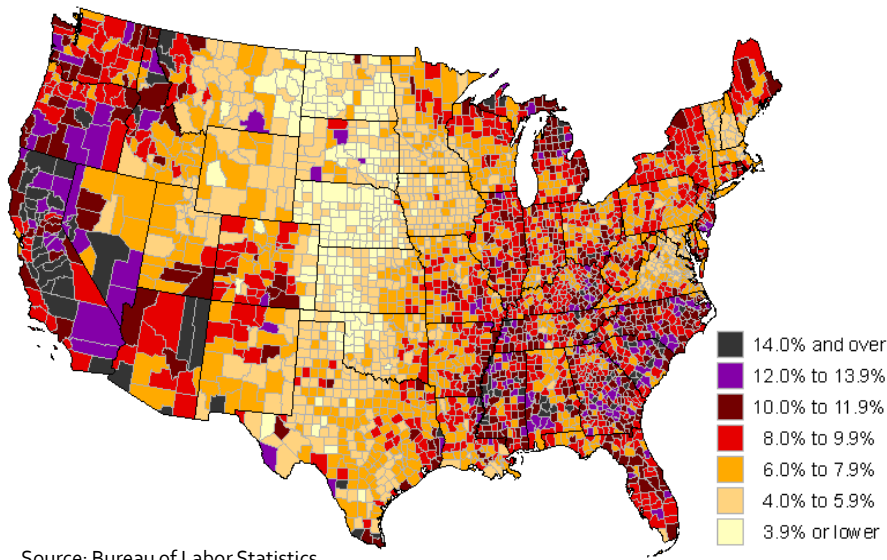 14.0% and over
12.0% to 13.9%
10.0% to 11.9%
8.0% to 9.9%
6.0% to 7.9%
4.0% to 5.9%
3.9% or lower
Source: Bureau of Labor Statistics